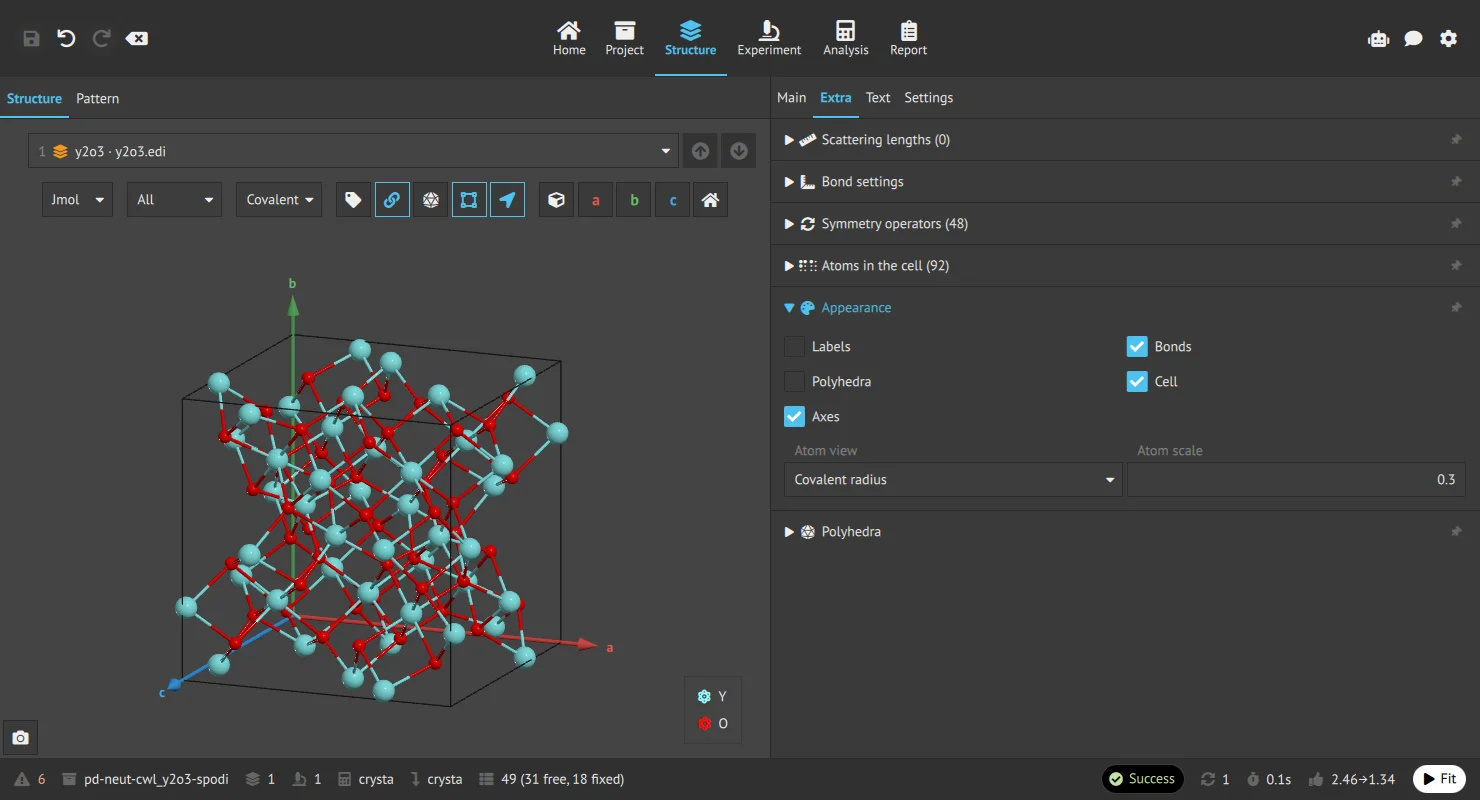 Home
Project
Structure
Experiment
Analysis
Report
Structure
Pattern
Main
Extra
Text
Settings
1 y2o3 · y2o3.edi
Jmol
All
Covalent
a
b
c
b
a
c
Y
O
Scattering lengths (0)
Bond settings
Symmetry operators (48)
Atoms in the cell (92)
Appearance
Labels
Bonds
Polyhedra
Cell
Axes
Atom view
Atom scale
Covalent radius
0.3
Polyhedra
6
pd-neut-cwl_y2o3-spodi
1
1
crysta
crysta
49 (31 free, 18 fixed)
Success
1
0.1s
2.46→1.34
Fit